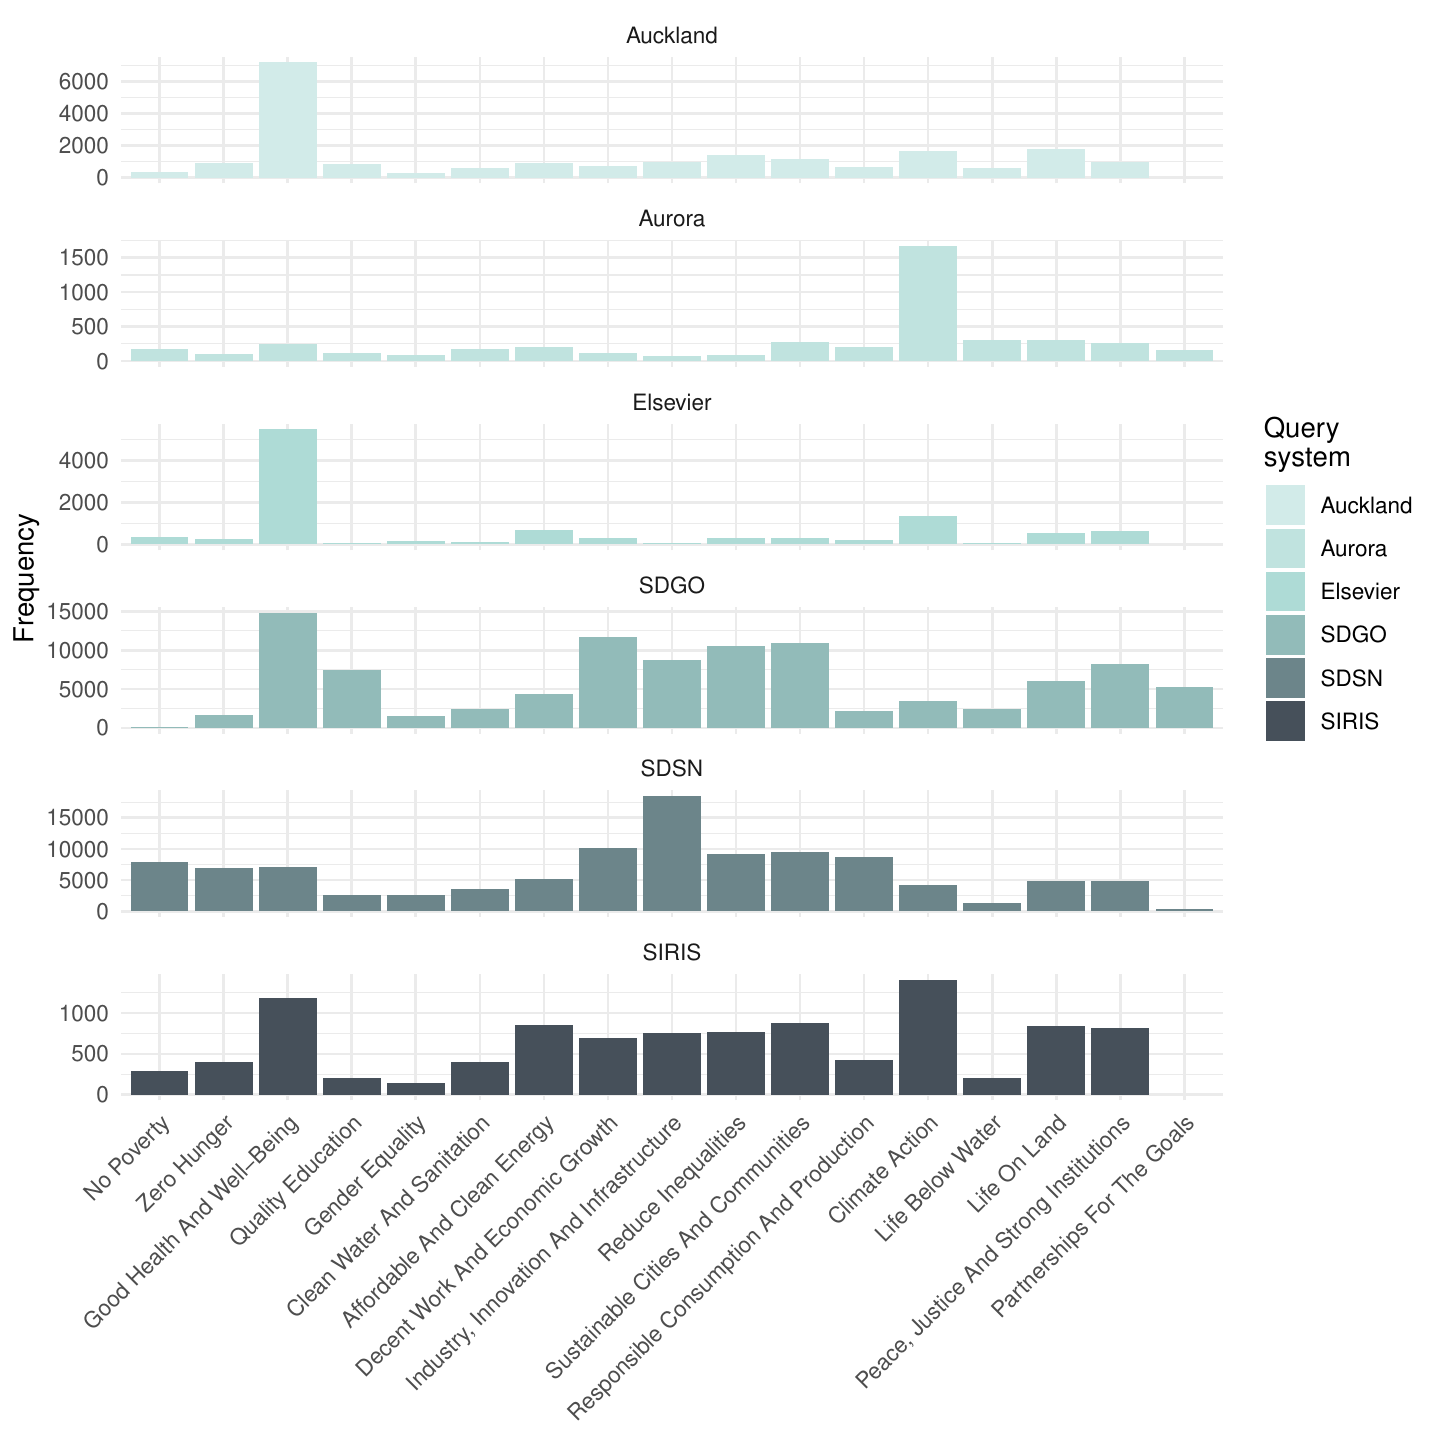 Auckland
6000
4000
2000
0
Aurora
1500
1000
500
0
Elsevier
4000
2000
0
SDGO
15000
10000
5000
0
SDSN
15000
10000
5000
0
SIRIS
1000
500
0
Frequency
No Poverty
Zero Hunger
Good Health And Well–Being
Quality Education
Gender Equality
Clean Water And Sanitation
Affordable And Clean Energy
Decent Work And Economic Growth
Industry, Innovation And Infrastructure
Reduce Inequalities
Sustainable Cities And Communities
Responsible Consumption And Production
Climate Action
Life Below Water
Life On Land
Peace, Justice And Strong Institutions
Partnerships For The Goals
Query
system
Auckland
Aurora
Elsevier
SDGO
SDSN
SIRIS